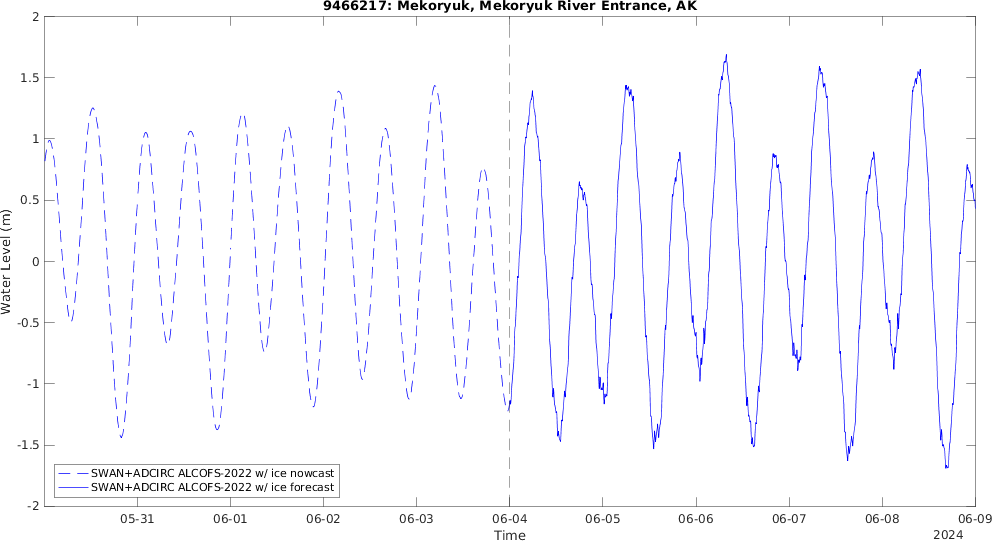 9466217: Mekoryuk, Mekoryuk River Entrance, AK
2
1.5
1
0.5
0
-0.5
-1
-1.5
-2
Water Level (m)
SWAN+ADCIRC ALCOFS-2022 w/ ice nowcast
SWAN+ADCIRC ALCOFS-2022 w/ ice forecast
05-31 06-01 06-02 06-03 06-04 06-05 06-06 06-07 06-08 06-09
Time
2024